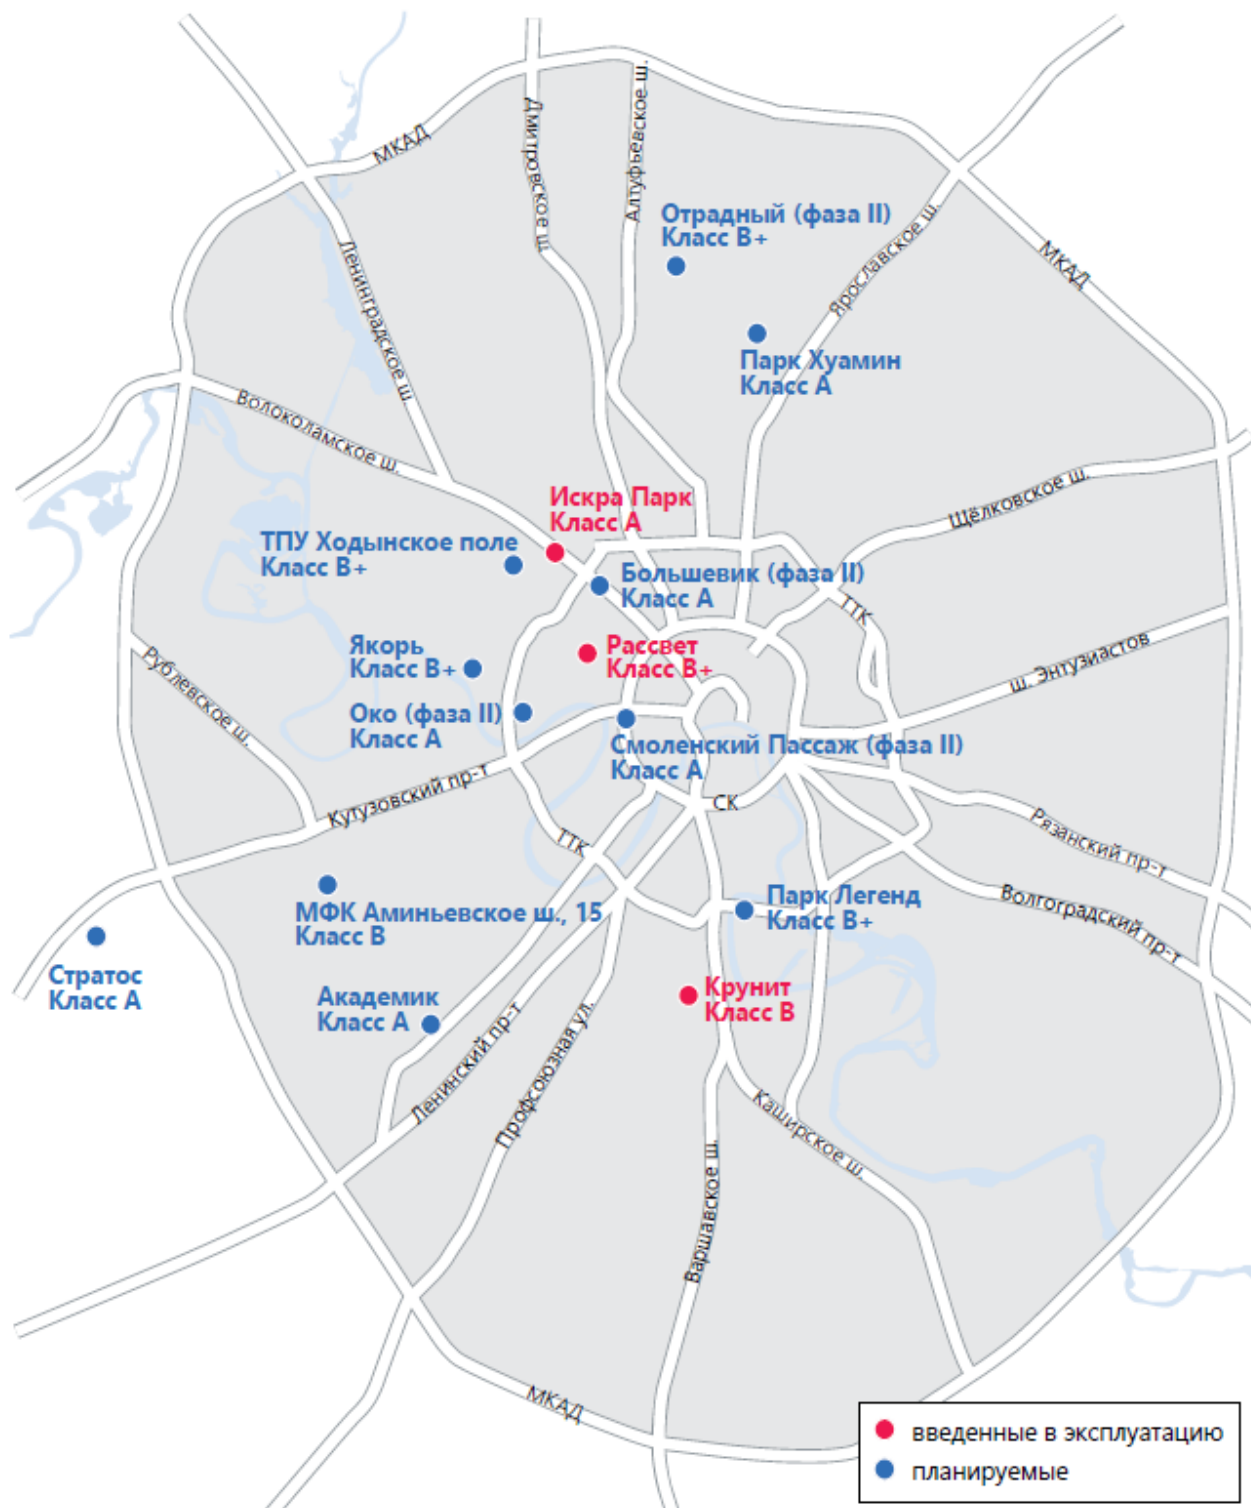 МКАД
Дмитровское ш.
Алтуфьевское ш.
Отрадный (фаза II)
Класс B+
Ярославское ш.
МКАД
Ленинградское ш.
Парк Хуамин
Класс А
Волоколамское ш.
Искра Парк
Класс А
Щёлковское ш.
ТПУ Ходынское поле
Класс B+
Большевик (фаза II)
Класс А
ТТК
Якорь
Класс B+
Рассвет
Класс B+
ш. Энтузиастов
Рублевское ш.
Око (фаза II)
Класс А
Смоленский Пассаж (фаза II)
Класс А
Кутузовский пр-т
СК
ТТК
Рязанский пр-т
МФК Аминьевское ш., 15
Класс В
Парк Легенд
Класс B+
Волгоградский пр-т
Стратос
Класс А
Академик
Класс А
Крунит
Класс В
Ленинский пр-т
Профсоюзная ул.
Каширское ш.
Варшавское ш.
МКАД
введенные в эксплуатацию
планируемые